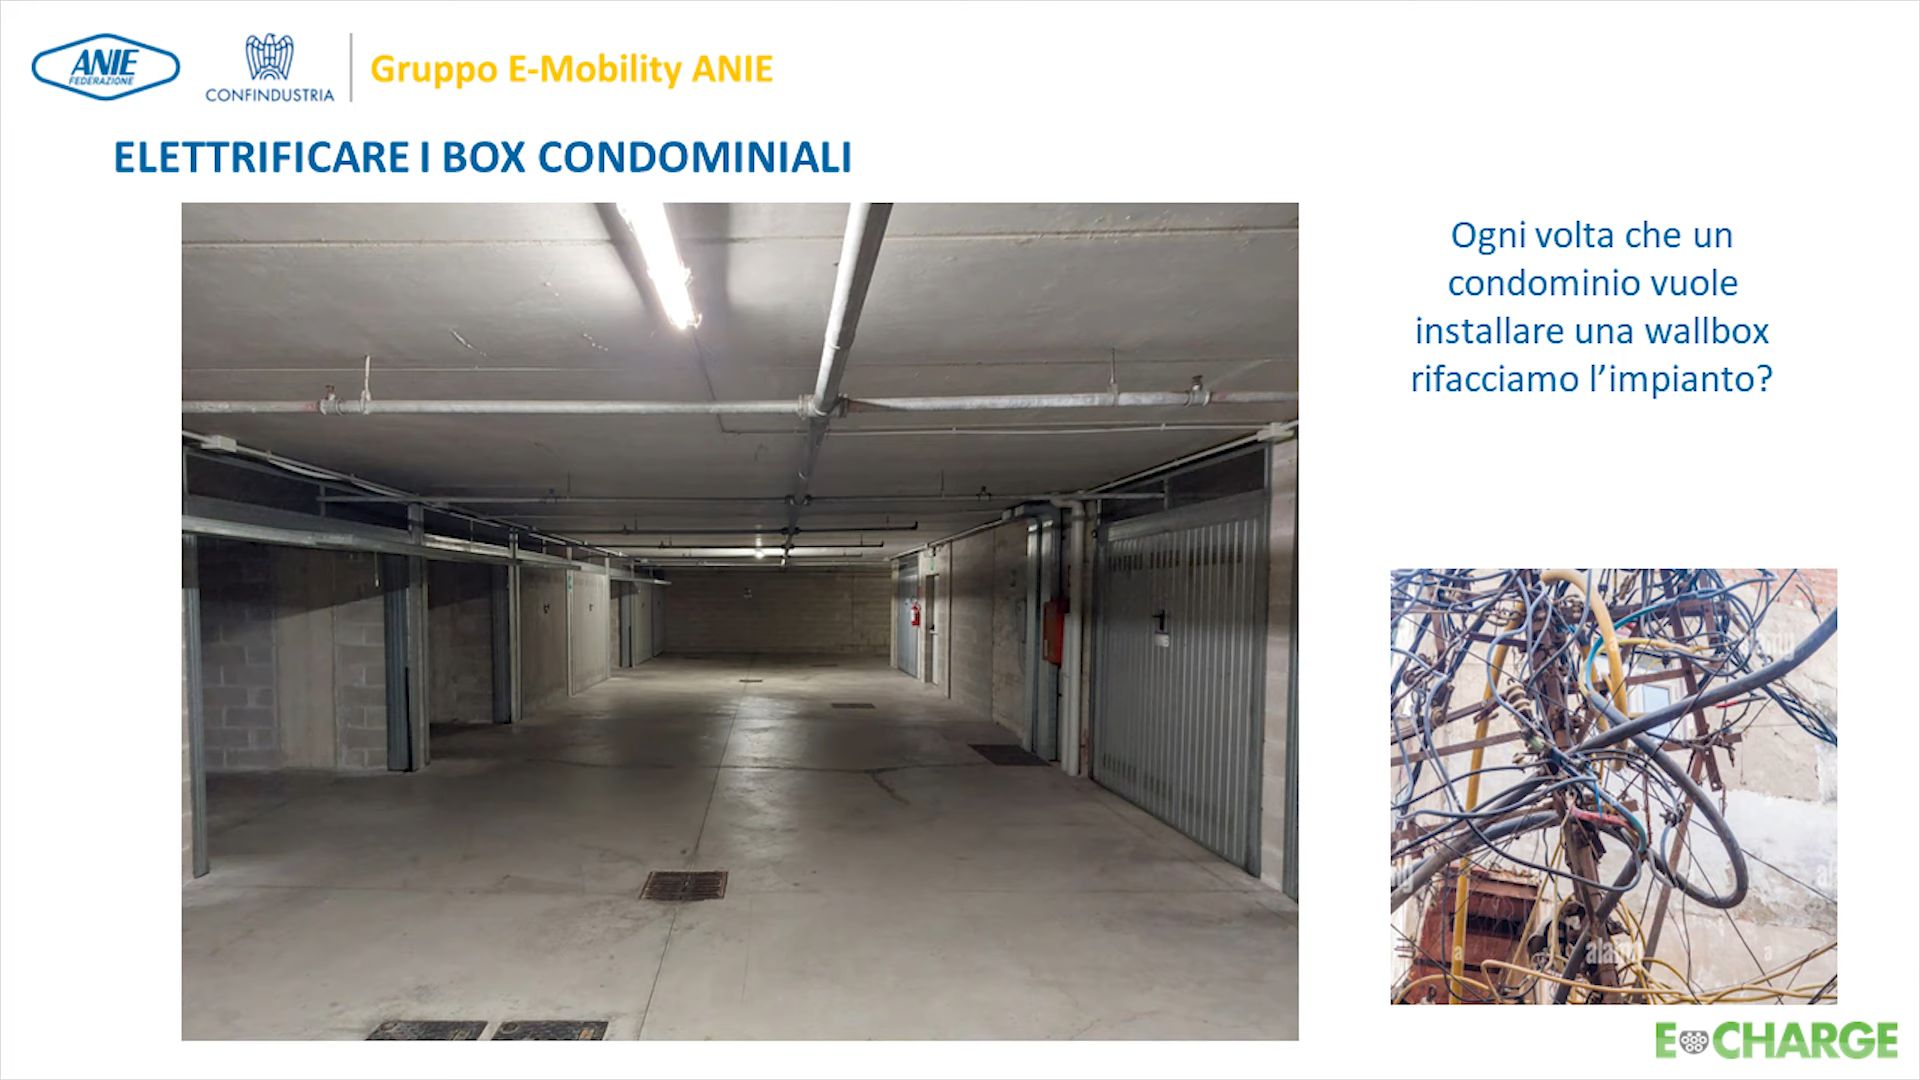 ANIE
FEDERAZIONE
CONFINDUSTRIA
Gruppo E-Mobility ANIE
ELETTRIFICARE I BOX CONDOMINIALI
Ogni volta che un
condominio vuole
installare una wallbox
rifacciamo l’impianto?
alamy
E CHARGE